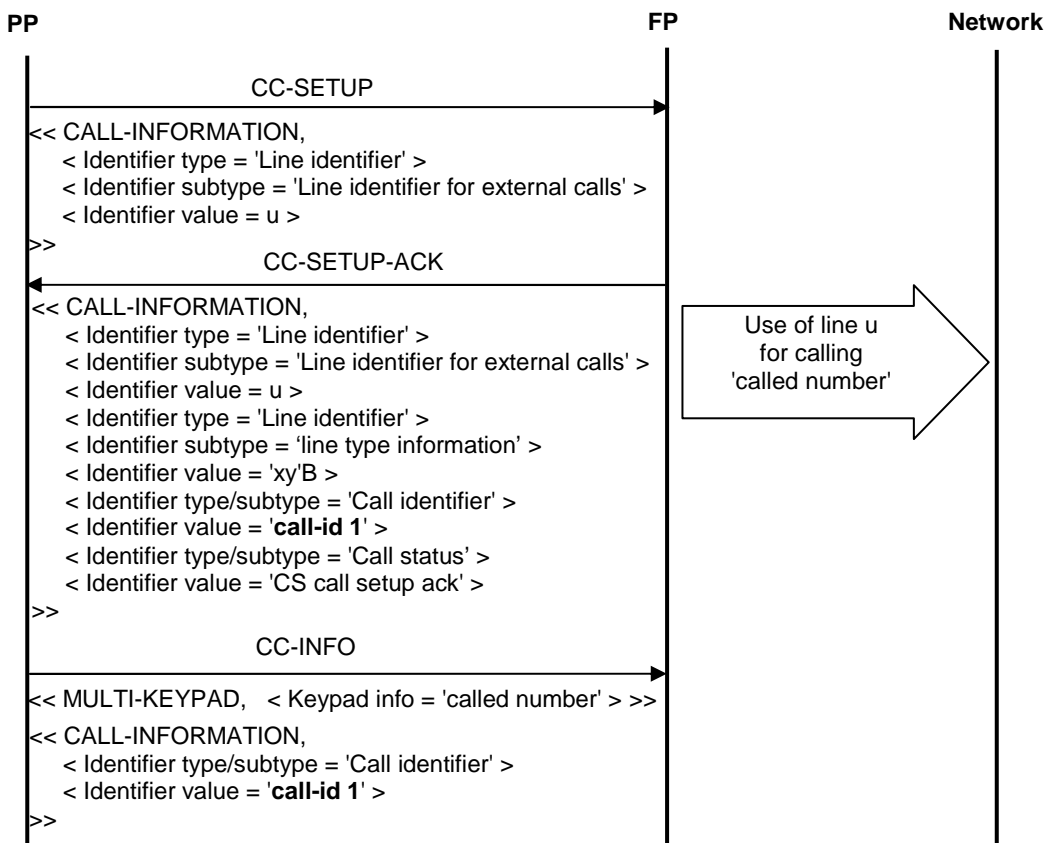 PP FP Network
CC-SETUP
<< CALL-INFORMATION,
< Identifier type = 'Line identifier' >
< Identifier subtype = 'Line identifier for external calls' >
< Identifier value = u >
>>
CC-SETUP-ACK
<< CALL-INFORMATION,
< Identifier type = 'Line identifier' >
< Identifier subtype = 'Line identifier for external calls' >
< Identifier value = u >
< Identifier type = 'Line identifier' >
< Identifier subtype = ‘line type information’ >
< Identifier value = 'xy'B >
< Identifier type/subtype = 'Call identifier' >
< Identifier value = 'call-id 1' >
< Identifier type/subtype = 'Call status’ >
< Identifier value = 'CS call setup ack' >
>>
Use of line u
for calling
'called number'
CC-INFO
<< MULTI-KEYPAD, < Keypad info = 'called number' > >>
<< CALL-INFORMATION,
< Identifier type/subtype = 'Call identifier' >
< Identifier value = 'call-id 1' >
>>